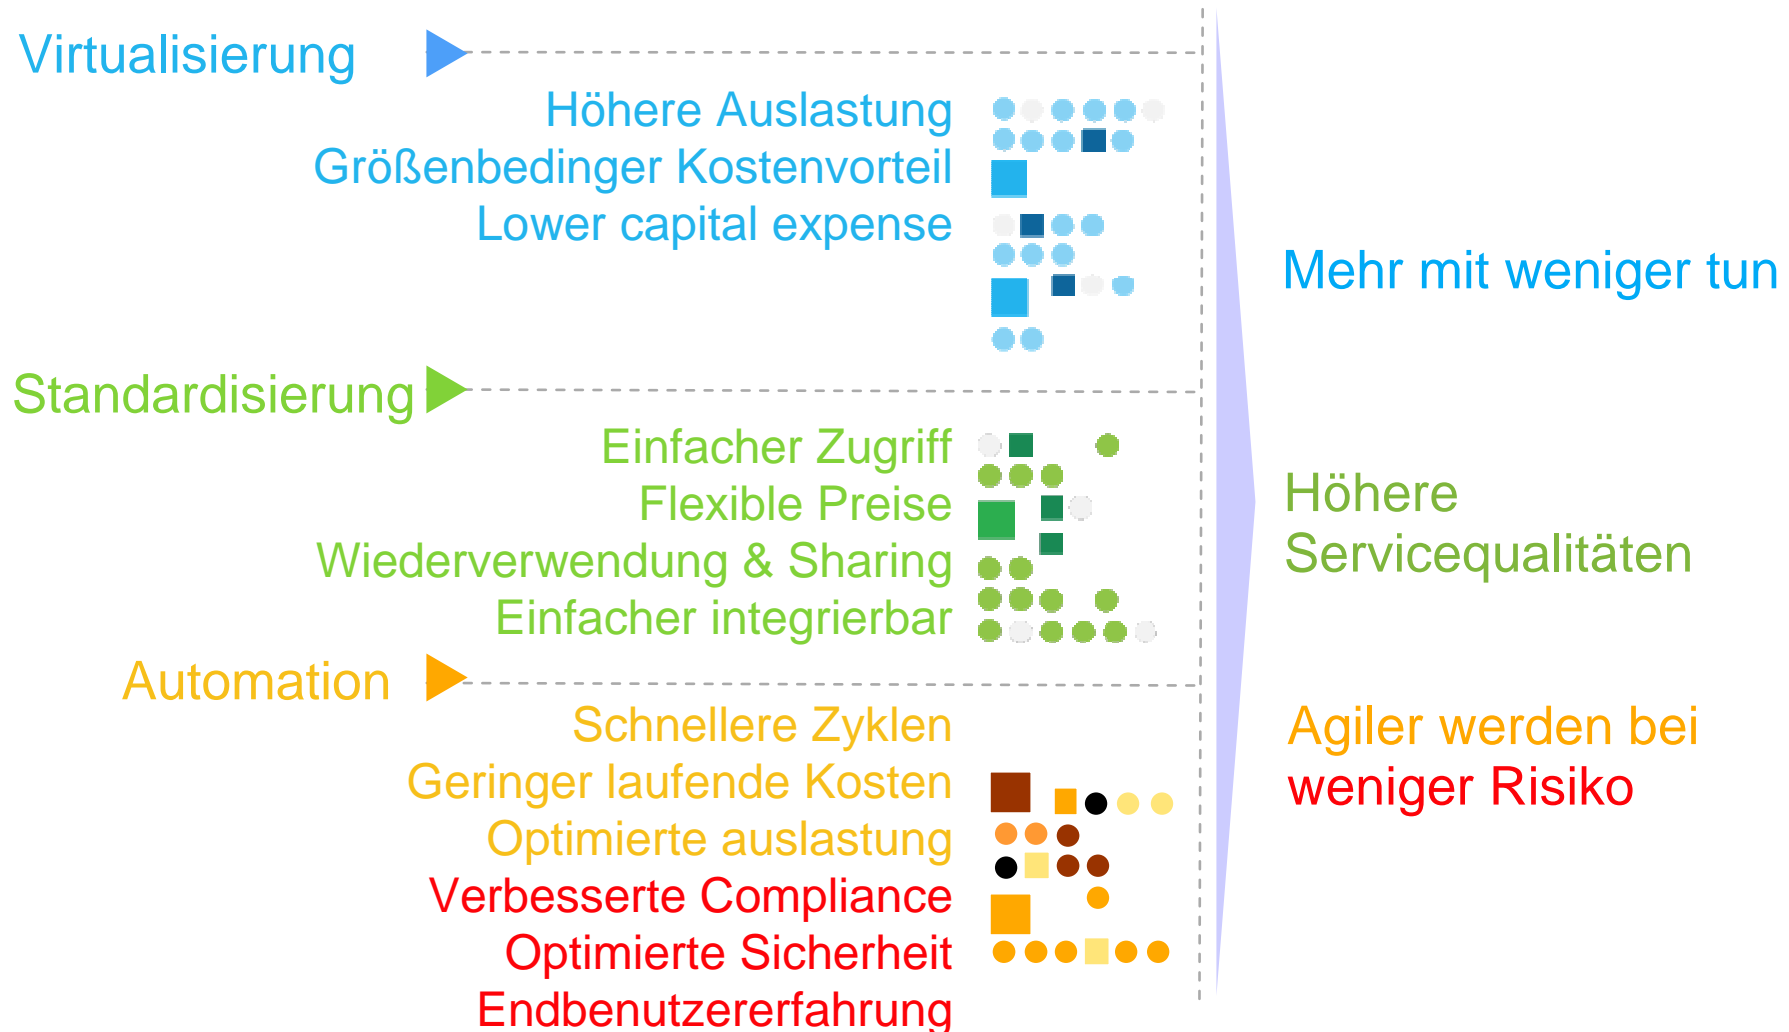 Virtualisierung
Höhere Auslastung
Größenbedinger Kostenvorteil
Lower capital expense
Mehr mit weniger tun
Standardisierung
Einfacher Zugriff
Flexible Preise
Wiederverwendung & Sharing
Einfacher integrierbar
Höhere
Servicequalitäten
Automation
Schnellere Zyklen
Geringer laufende Kosten
Optimierte auslastung
Verbesserte Compliance
Optimierte Sicherheit
Endbenutzererfahrung
Agiler werden bei
weniger Risiko